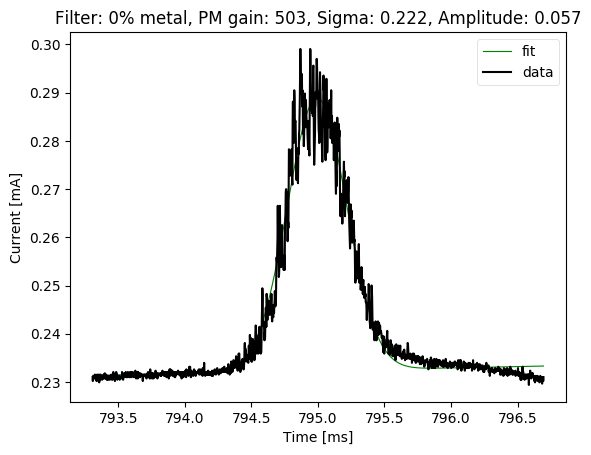 Filter: 0% metal, PM gain: 503, Sigma: 0.222, Amplitude: 0.057
fit
data
Current [mA]
0.30
0.29
0.28
0.27
0.26
0.25
0.24
0.23
793.5 794.0 794.5 795.0 795.5 796.0 796.5
Time [ms]